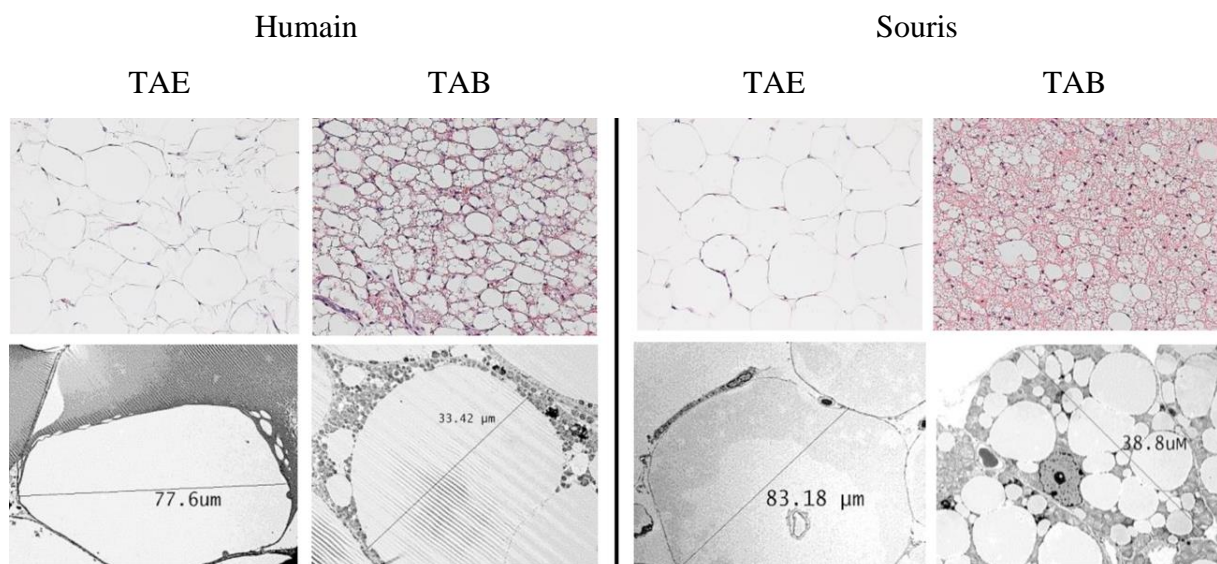 Humain
Souris
TAE
TAB
TAE
TAB
77.6um
33.42 µm
83.18 µm
38.8uM